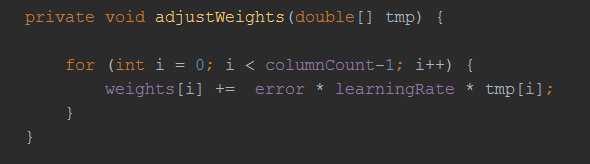 private void adjustWeights(double[] tmp) {
for (int i = 0; i < columnCount-1; i++) {
weights[i] +=  error * learningRate * tmp[i];
}
}